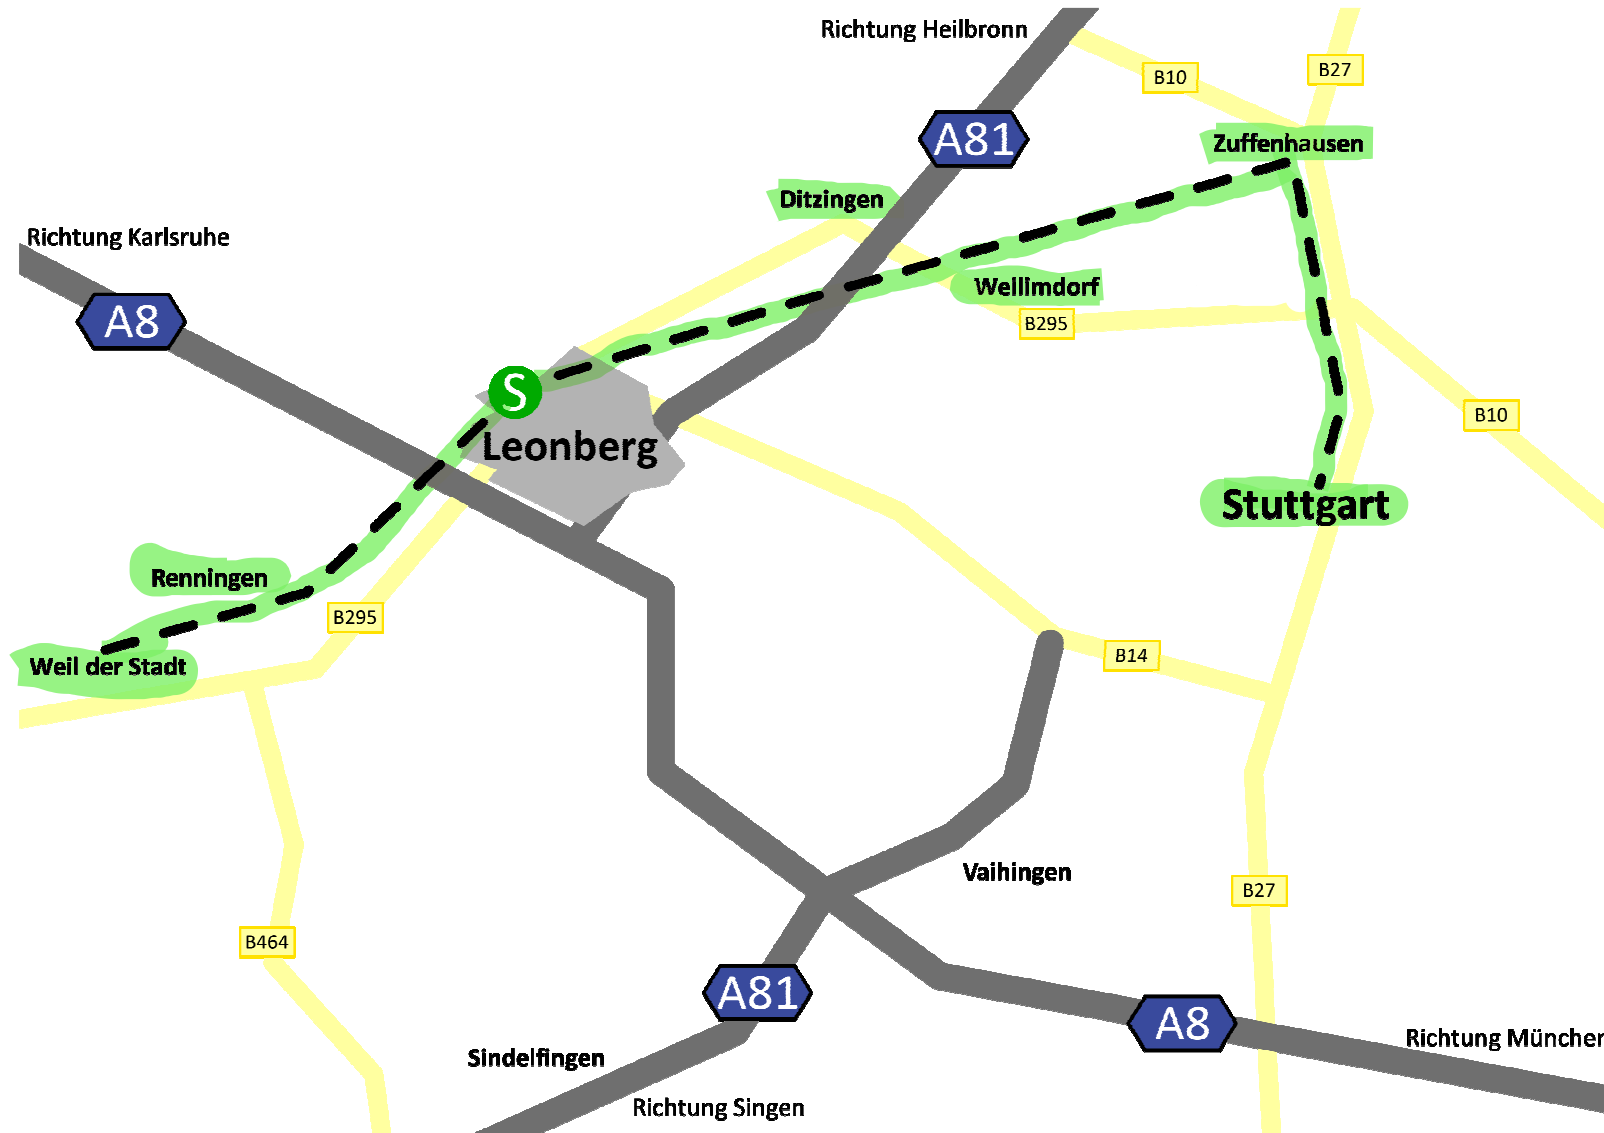 Richtung Heilbronn
B10
B27
A81
Zuffenhausen
Ditzingen
Richtung Karlsruhe
Wellimdorf
A8
B295
S
B10
Leonberg
Stuttgart
Renningen
B295
Weil der Stadt
B14
Vaihingen
B27
B464
A81
A8
Richtung München
Sindelfingen
Richtung Singen